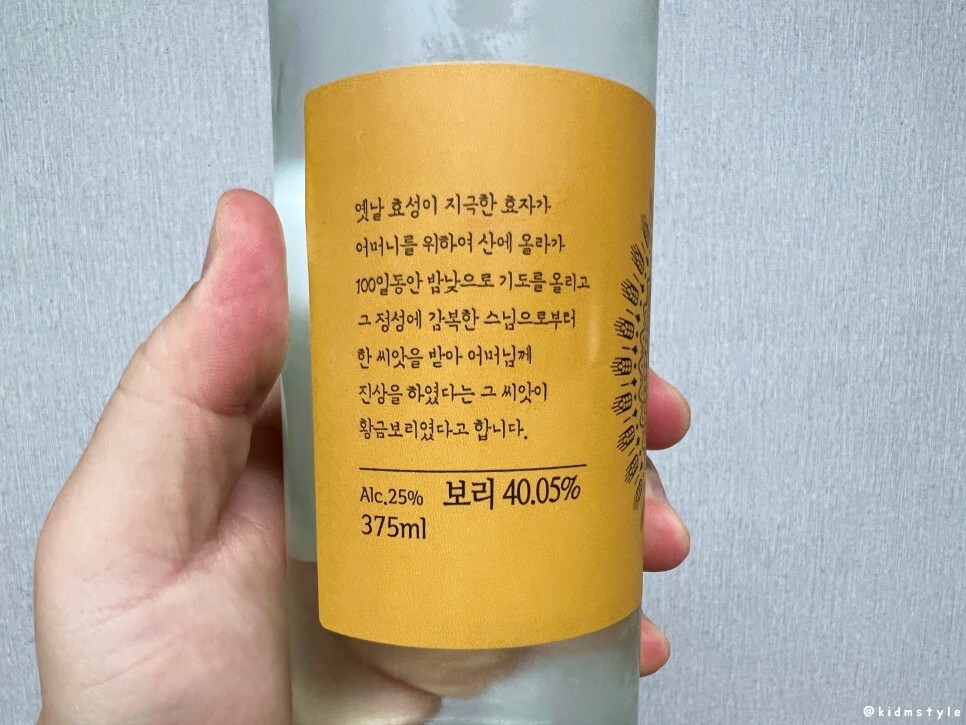 옛날 효성이 지극한 효자가
어머니를 위하여 산에 올라가
100일동안 밤낮으로 기도를 올리고
그 정성에 감복한 스님으로부터
한 씨앗을 받아 어머님께
진상을 하였다는 그 씨앗이
황금보리였다고 합니다.
Alc.25% 보리 40.05%
375ml
@kidmstyle